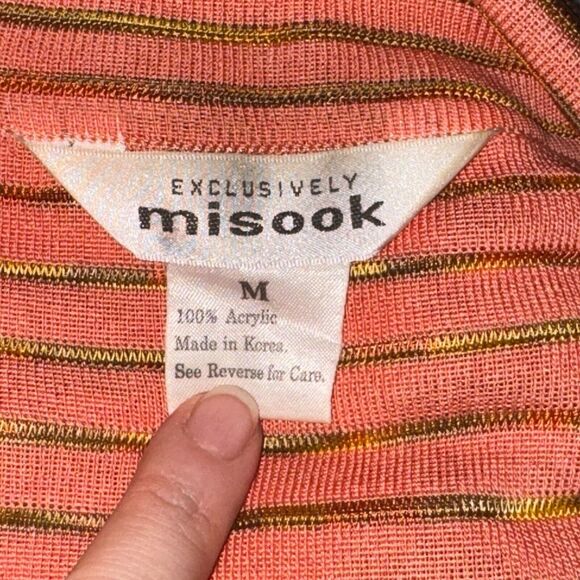 EXCLUSIVELY
misook
M
100% Acrylic
Made in Korea.
See Reverse for Care.